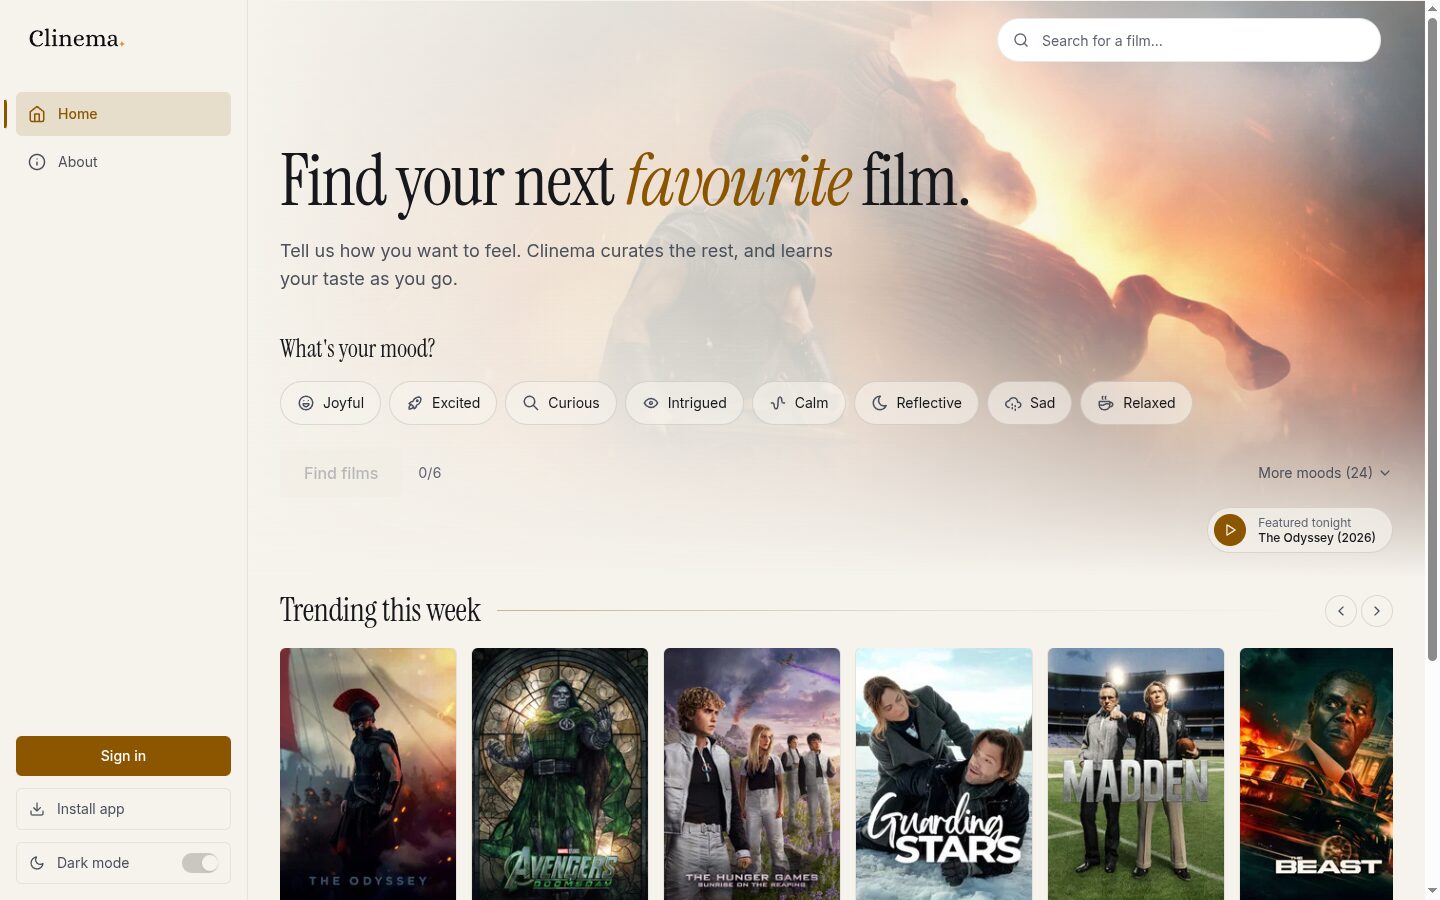 Clinema.
Search for a film...
Home
About
Find your next favourite film.
Tell us how you want to feel. Clinema curates the rest, and learns
your taste as you go.
What's your mood?
Joyful
Excited
Curious
Intrigued
Calm
Reflective
Sad
Relaxed
Find films
0/6
More moods (24)
Featured tonight
The Odyssey (2026)
Trending this week
THE ODYSSEY
MARVEL STUDIOS
AVENGERS
DOOMSDAY
THE HUNGER GAMES
SUNRISE ON THE REAPING
Guarding
STARS
MADDEN
THE
BEAST
Sign in
Install app
Dark mode